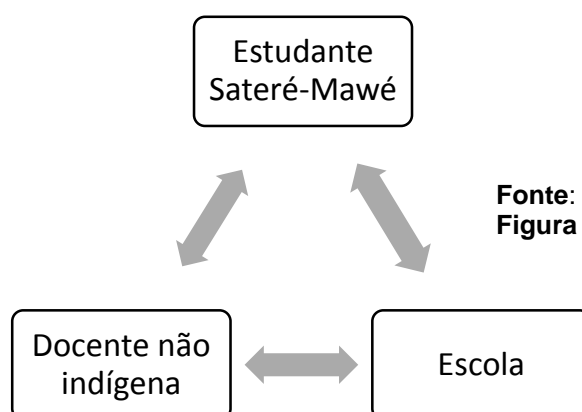 Estudante
Sateré-Mawé
Fonte:
Figura
Docente não
indígena
Escola